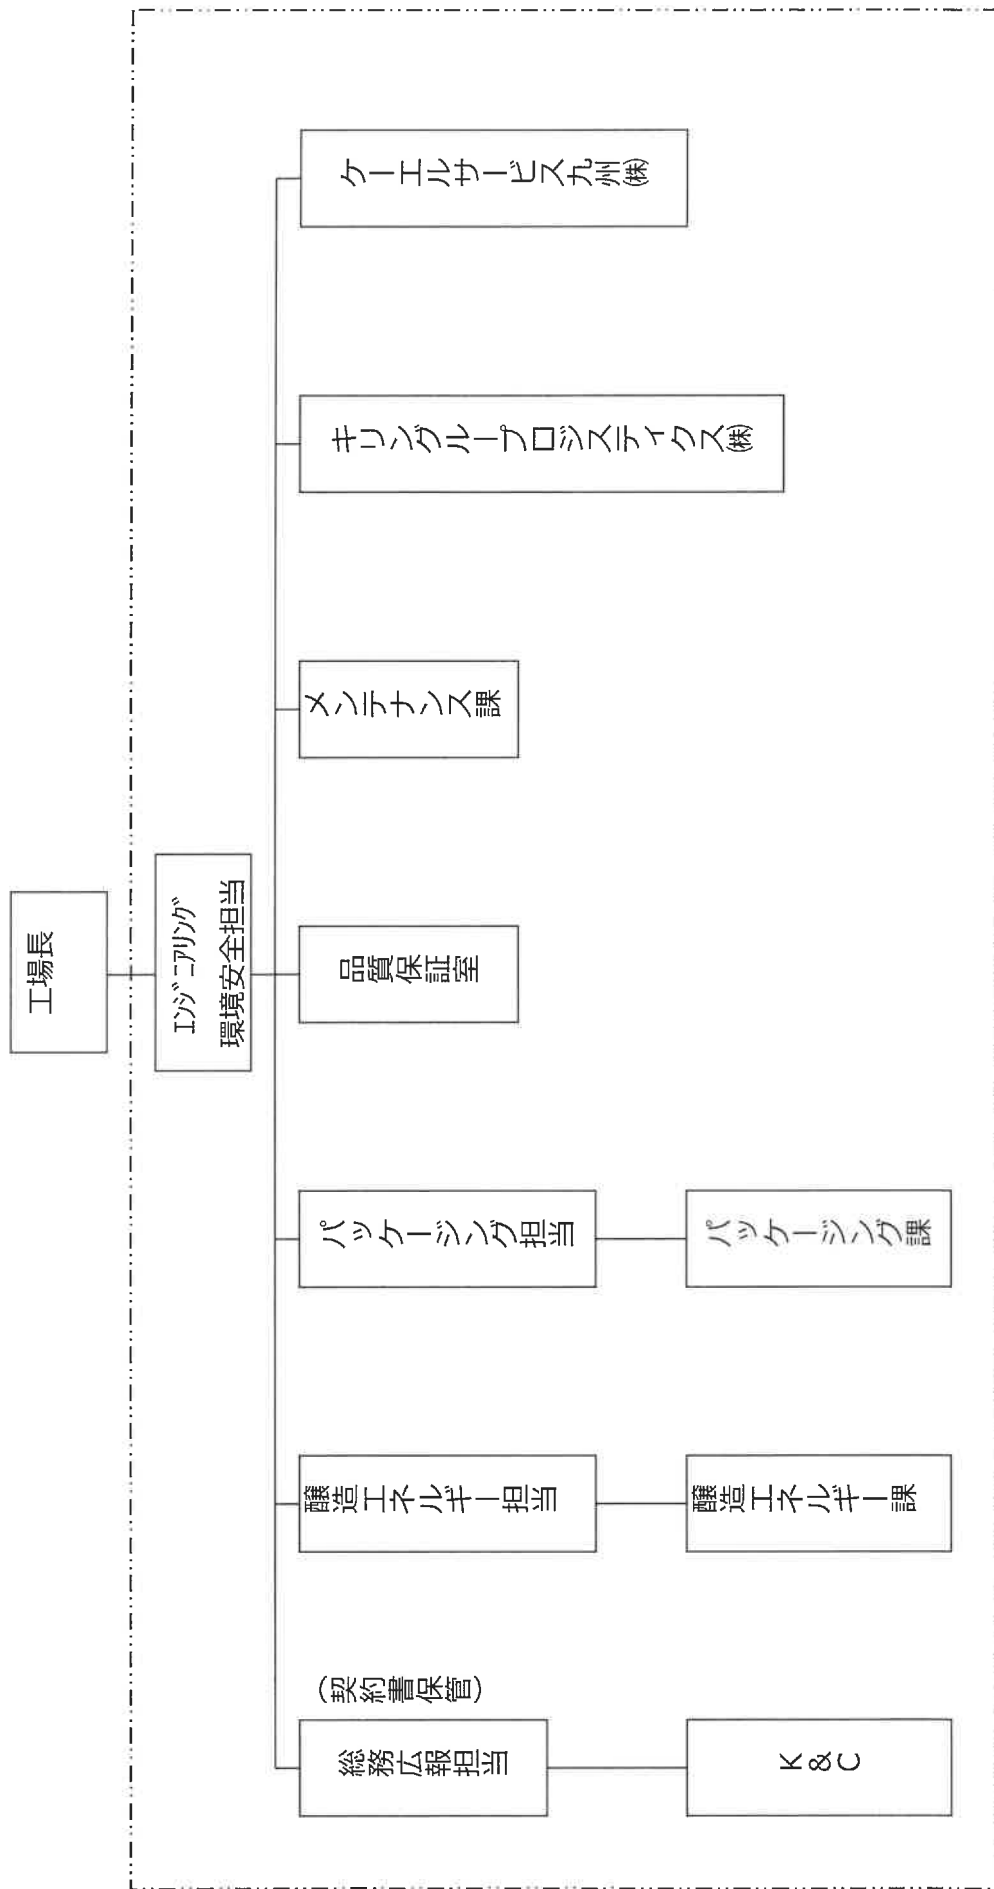 工場長
エンジニアリング
環境安全担当
総務広報担当
(契約書保管)
醸造エネルギー担当
パッケージング担当
品質保証室
メンテナンス課
キリングループロジスティクス㈱
ケーエルサービス九州㈱
K&C
醸造エネルギー課
パッケージング課